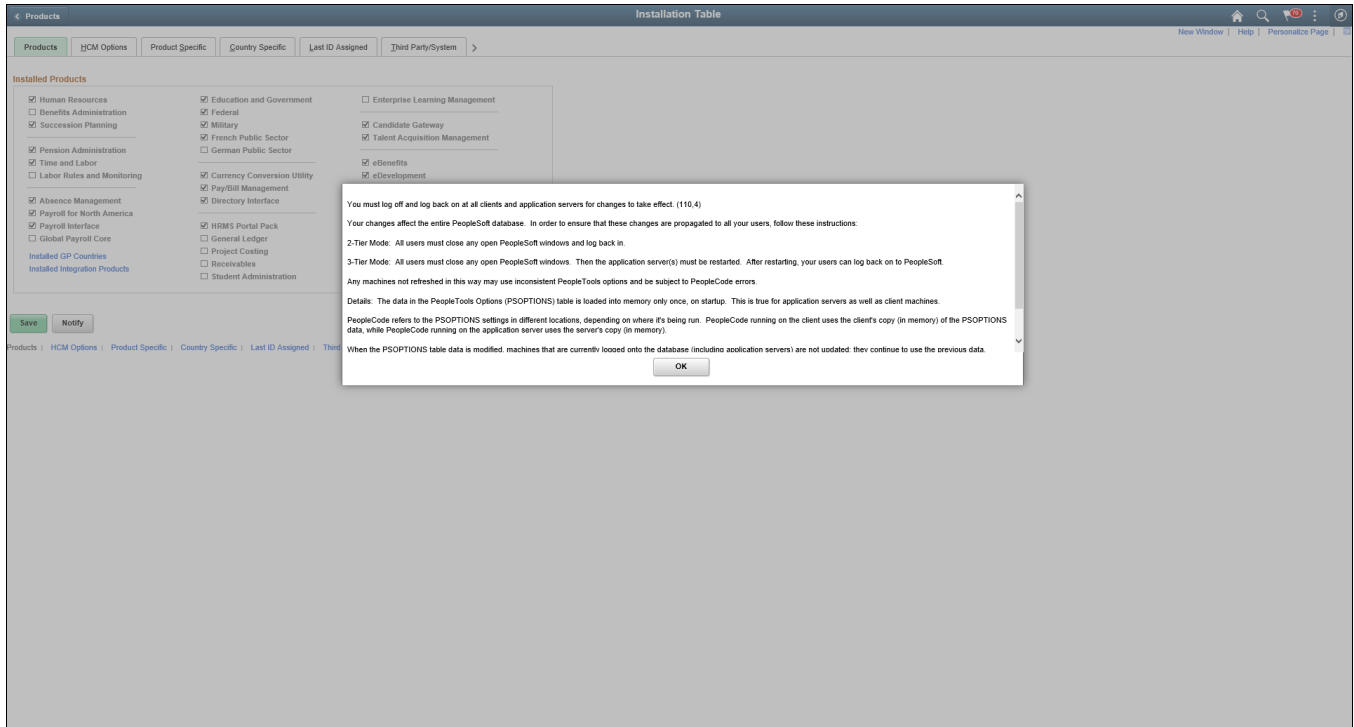 Products
Installation Table
New Window | Help | Personalize Page |
Products
HCM Options
Product Specific
Country Specific
Last ID Assigned
Third Party/System
Installed Products
Human Resources
Benefits Administration
Succession Planning
Pension Administration
Time and Labor
Labor Rules and Monitoring
Absence Management
Payroll for North America
Payroll Interface
Global Payroll Core
Installed GP Countries
Installed Integration Products
Education and Government
Federal
Military
French Public Sector
German Public Sector
Currency Conversion Utility
Pay/Bill Management
Directory Interface
HRMS Portal Pack
General Ledger
Project Costing
Receivables
Student Administration
Enterprise Learning Management
Candidate Gateway
Talent Acquisition Management
eBenefits
eDevelopment
You must log off and log back on at all clients and application servers for changes to take effect. (110,4)
Your changes affect the entire PeopleSoft database. In order to ensure that these changes are propagated to all your users, follow these instructions:
2-Tier Mode: All users must close any open PeopleSoft windows and log back in.
3-Tier Mode: All users must close any open PeopleSoft windows. Then the application server(s) must be restarted. After restarting, your users can log back on to PeopleSoft.
Any machines not refreshed in this way may use inconsistent PeopleTools options and be subject to PeopleCode errors.
Details: The data in the PeopleTools Options (PSOPTIONS) table is loaded into memory only once, on startup. This is true for application servers as well as client machines.
PeopleCode refers to the PSOPTIONS settings in different locations, depending on where it's being run. PeopleCode running on the client uses the client's copy (in memory) of the PSOPTIONS
data, while PeopleCode running on the application server uses the server's copy (in memory).
When the PSOPTIONS table data is modified, machines that are currently logged onto the database (including application servers) are not updated; they continue to use the previous data.
OK
Save
Notify
Products | HCM Options | Product Specific | Country Specific | Last ID Assigned | Third